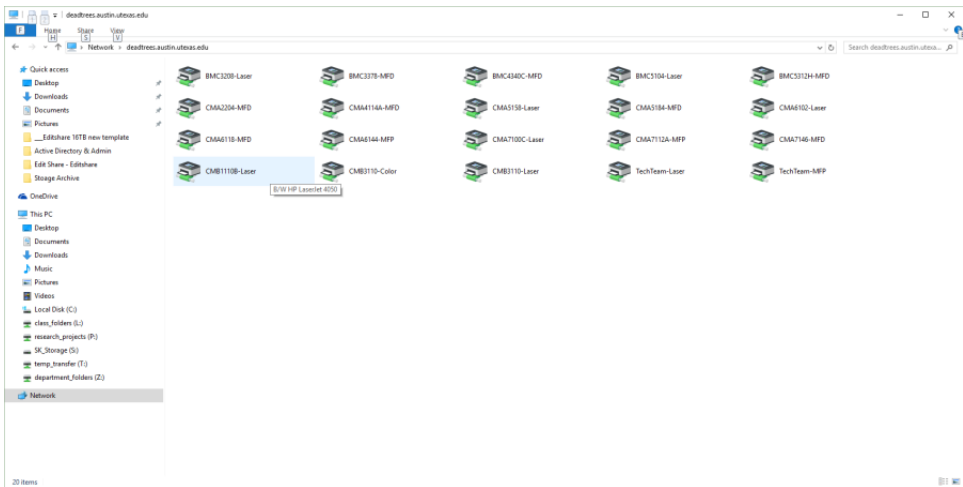 deadtrees.austin.utexas.edu
F
Home Share View
H S V
Network › deadtrees.austin.utexas.edu
Search deadtrees.austin.utexa...
Quick access
Desktop
Downloads
Documents
Pictures
__Editshare 16TB new template
Active Directory & Admin
Edit Share - Editshare
Stoage Archive
OneDrive
This PC
Desktop
Documents
Downloads
Music
Pictures
Videos
Local Disk (C:)
class_folders (L:)
research_projects (P:)
SK_Storage (S:)
temp_transfer (T:)
department_folders (Z:)
Network
BMC3208-Laser BMC3378-MFD BMC4340C-MFD BMC5104-Laser BMC5312H-MFD
CMA2204-MFD CMA4114A-MFD CMA5158-Laser CMA5184-MFD CMA6102-Laser
CMA6118-MFD CMA6144-MFP CMA7100C-Laser CMA7112A-MFP CMA7146-MFD
CMB1110B-Laser CMB3110-Color CMB3110-Laser TechTeam-Laser TechTeam-MFP
B/W HP LaserJet 4050
20 items